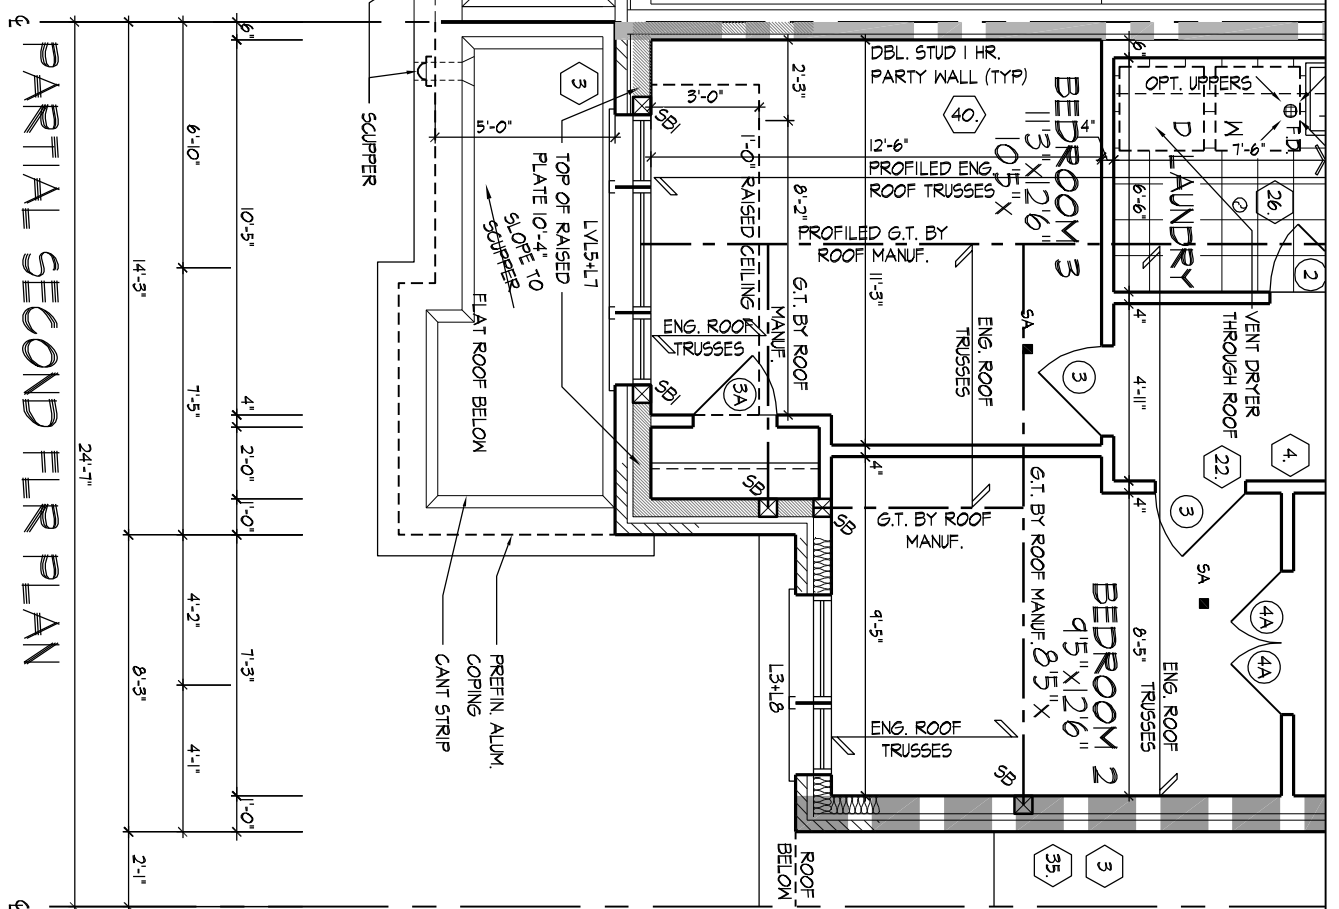 PARTIAL SECOND FLR PLAN
24'-7"
14'-3"
8'-3"
2'-1"
6'-10"
7'-5"
4'-2"
4'-1"
6"
10'-5"
4"
2'-0"
1'-0"
7'-3"
1'-0"
SCUPPER
5'-0"
3
TOP OF RAISED
PLATE 10'-4"
SLOPE TO
SCUPPER
LVL5+L7
FLAT ROOF BELOW
PREFIN. ALUM.
COPING
CANT STRIP
SB1
SB1
3'-0"
2'-3"
1'-0" RAISED CEILING
8'-2"
G.T. BY ROOF
MANUF.
ENG. ROOF
TRUSSES
3A
SB
SB
DBL. STUD 1 HR.
PARTY WALL (TYP)
40.
12'-6"
PROFILED ENG.
ROOF TRUSSES
PROFILED G.T. BY
ROOF MANUF.
11'-3"
BEDROOM 3
11'3"x12'6"
10'5"x
4"
ENG. ROOF
TRUSSES
SA
3
6"
OPT. UPPERS
D
W
F.D.
7'-6"
6'-6"
LAUNDRY
26.
2
4"
VENT DRYER
THROUGH ROOF
4'-11"
22.
4.
4"
4"
3
G.T. BY ROOF
MANUF.
G.T. BY ROOF MANUF.
SA
4A
4A
BEDROOM 2
9'5"x12'6"
8'5"x
9'-5"
8'-5"
ENG. ROOF
TRUSSES
L3+L8
ENG. ROOF
TRUSSES
SB
ROOF
BELOW
35.
3